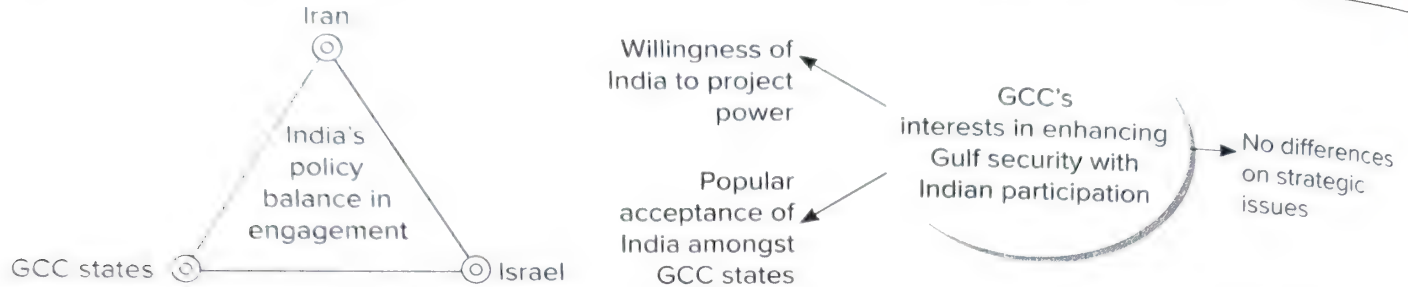 Iran
India's
policy
balance in
engagement
GCC states
Israel
Willingness of
India to project
power
Popular
acceptance of
India amongst
GCC states
GCC's
interests in enhancing
Gulf security with
Indian participation
No differences
on strategic
issues